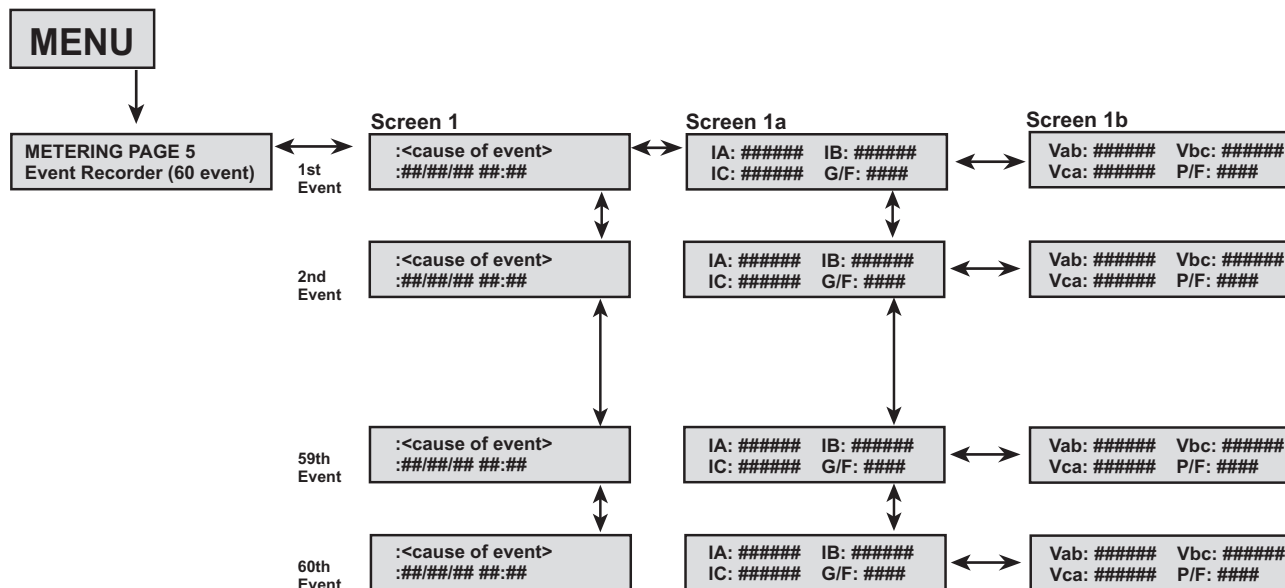 MENU
METERING PAGE 5
Event Recorder (60 event)
1st
Event
Screen 1
:<cause of event>
:##/##/## ##:##
Screen 1a
IA: ###### IB: ######
IC: ###### G/F: ####
Screen 1b
Vab: ###### Vbc: ######
Vca: ###### P/F: ####
2nd
Event
:<cause of event>
:##/##/## ##:##
IA: ###### IB: ######
IC: ###### G/F: ####
Vab: ###### Vbc: ######
Vca: ###### P/F: ####
59th
Event
:<cause of event>
:##/##/## ##:##
IA: ###### IB: ######
IC: ###### G/F: ####
Vab: ###### Vbc: ######
Vca: ###### P/F: ####
60th
Event
:<cause of event>
:##/##/## ##:##
IA: ###### IB: ######
IC: ###### G/F: ####
Vab: ###### Vbc: ######
Vca: ###### P/F: ####